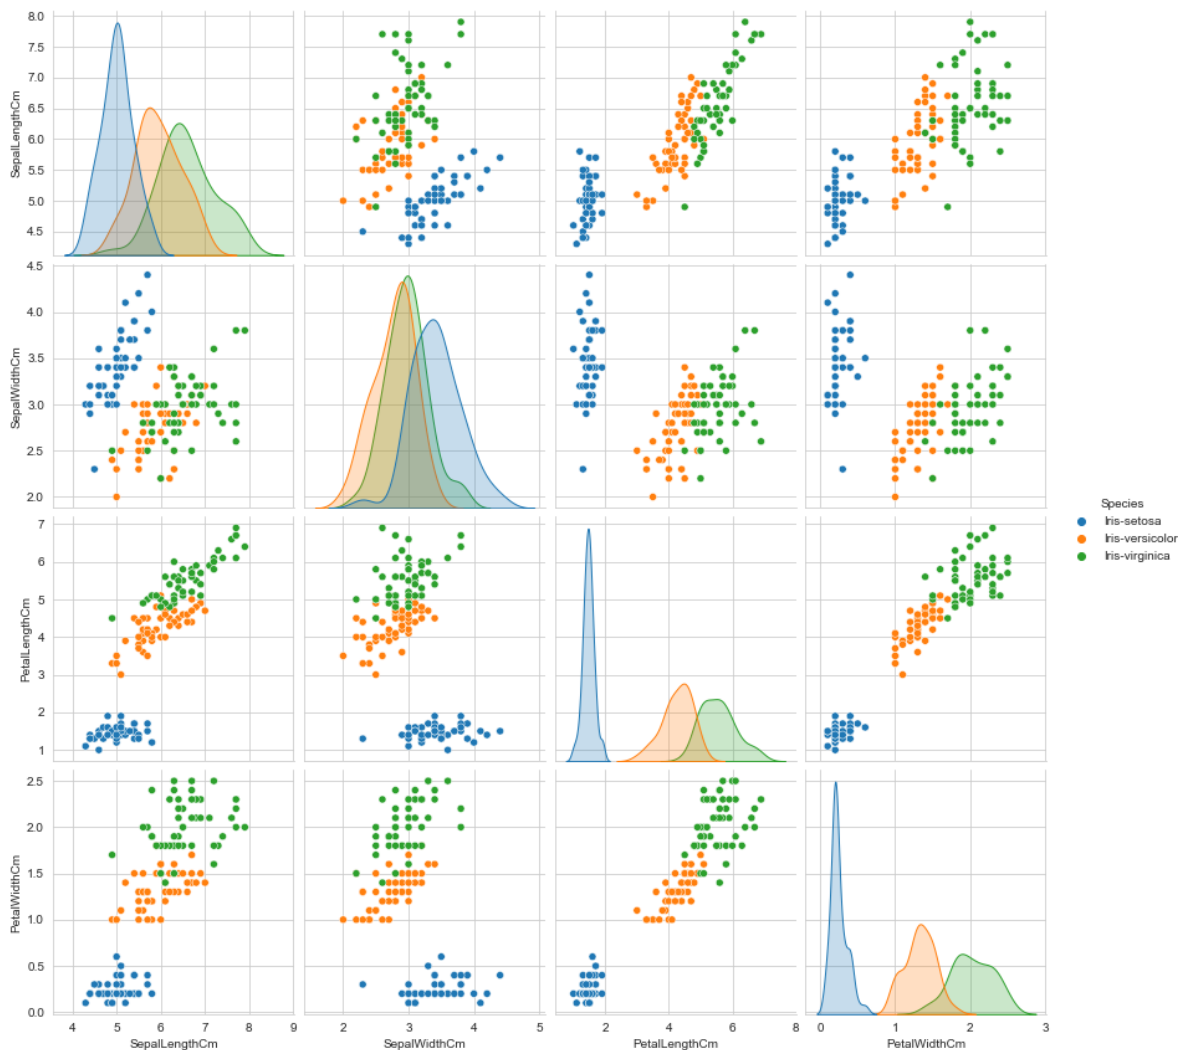 8.0
7.5
7.0
6.5
6.0
5.5
5.0
4.5
SepalLengthCm
4.5
4.0
3.5
3.0
2.5
2.0
SepalWidthCm
Species
Iris-setosa
Iris-versicolor
Iris-virginica
7
6
5
4
3
2
1
PetalLengthCm
2.5
2.0
1.5
1.0
0.5
0.0
PetalWidthCm
4 5 6 7 8 9
SepalLengthCm
2 3 4 5
SepalWidthCm
2 4 6 8
PetalLengthCm
0 1 2 3
PetalWidthCm